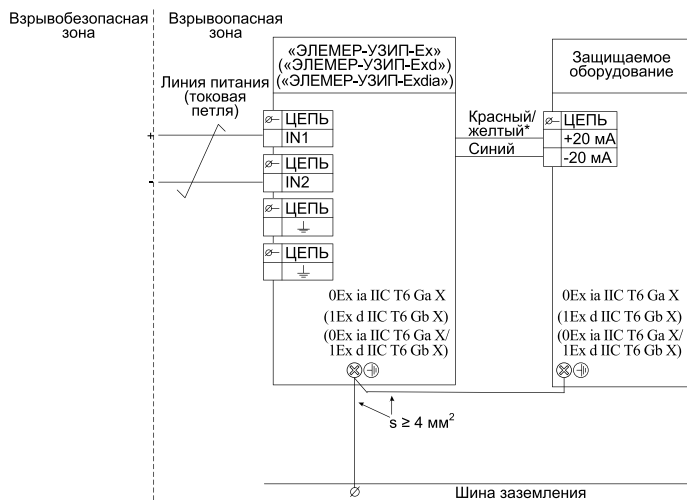 Взрывобезопасная
зона
Взрывоопасная
зона
«ЭЛЕМЕР-УЗИП-Ex»
(«ЭЛЕМЕР-УЗИП-Exd»)
(«ЭЛЕМЕР-УЗИП-Exdia»)
Защищаемое
оборудование
Линия питания
(токовая
петля)
+
-
ЦЕПЬ
IN1
ЦЕПЬ
IN2
ЦЕПЬ
ЦЕПЬ
Красный/
желтый*
Синий
ЦЕПЬ
+20 мА
-20 мА
0Ex ia IIC T6 Ga X
(1Ex d IIC T6 Gb X)
(0Ex ia IIC T6 Ga X/
1Ex d IIC T6 Gb X)
0Ex ia IIC T6 Ga X
(1Ex d IIC T6 Gb X)
(0Ex ia IIC T6 Ga X/
1Ex d IIC T6 Gb X)
s ≥ 4 мм²
Шина заземления